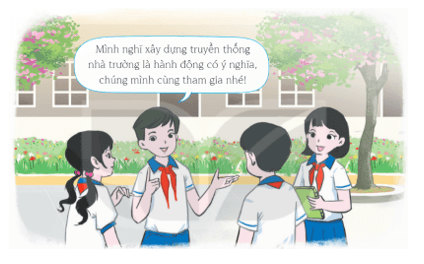 Mình nghĩ xây dựng truyền thống
nhà trường là hành động có ý nghĩa,
chúng mình cùng tham gia nhé!